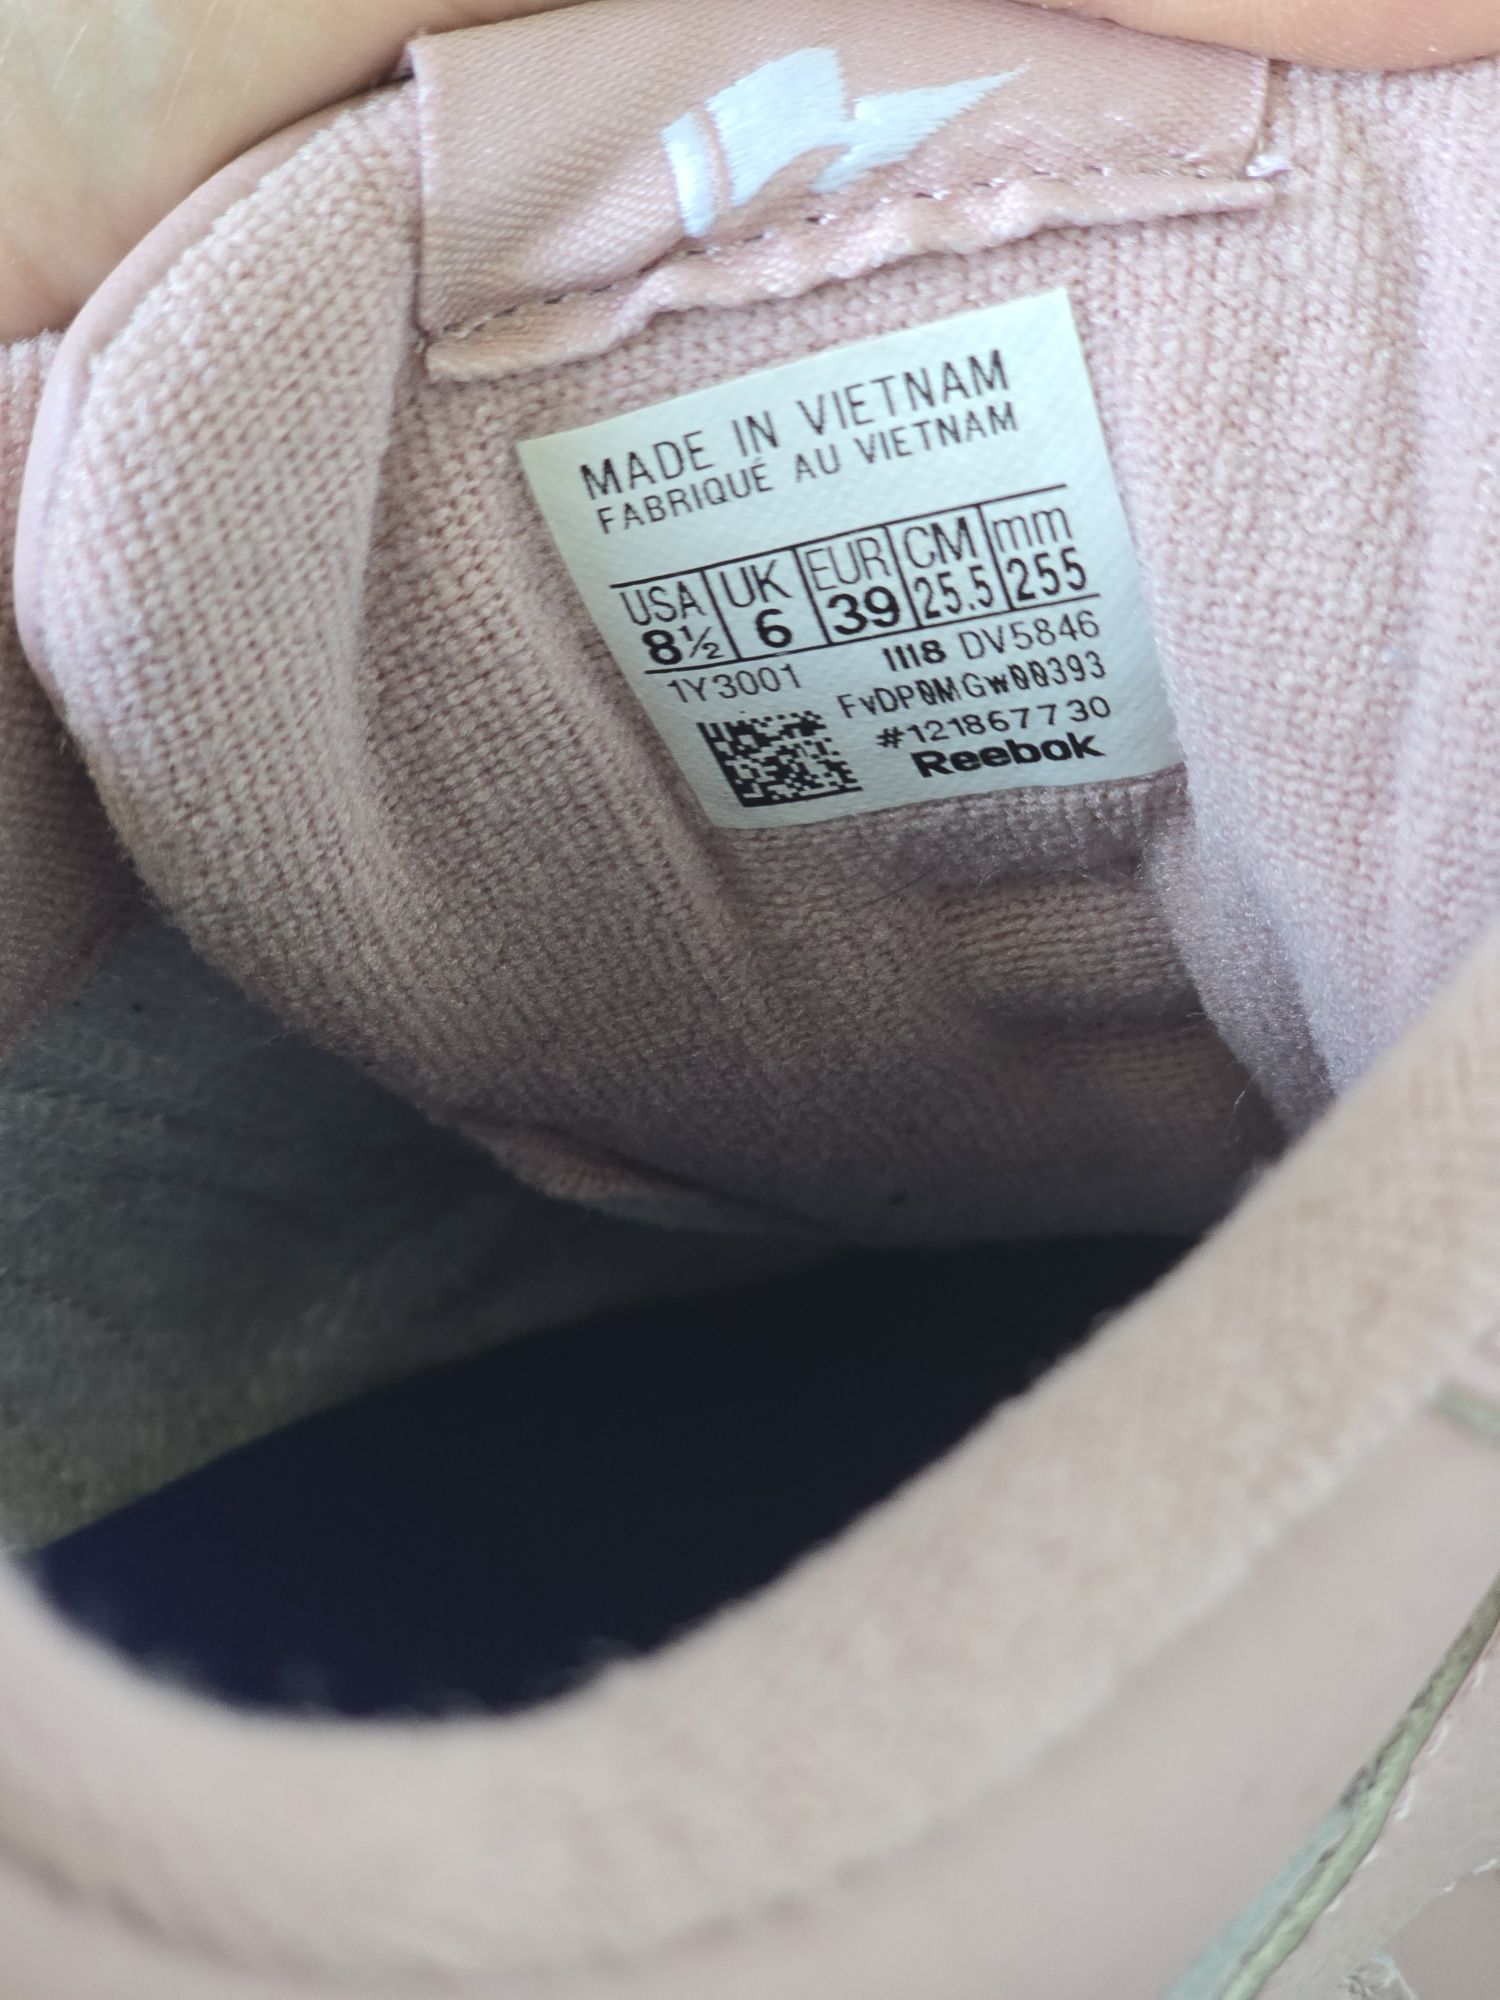 MADE IN VIETNAM
FABRIQUÉ AU VIETNAM
USA UK EUR CM mm
8½ 6 39 25.5 255
1Y3001 1118 DV5846
FvDP0MGw00393
#121867730
Reebok